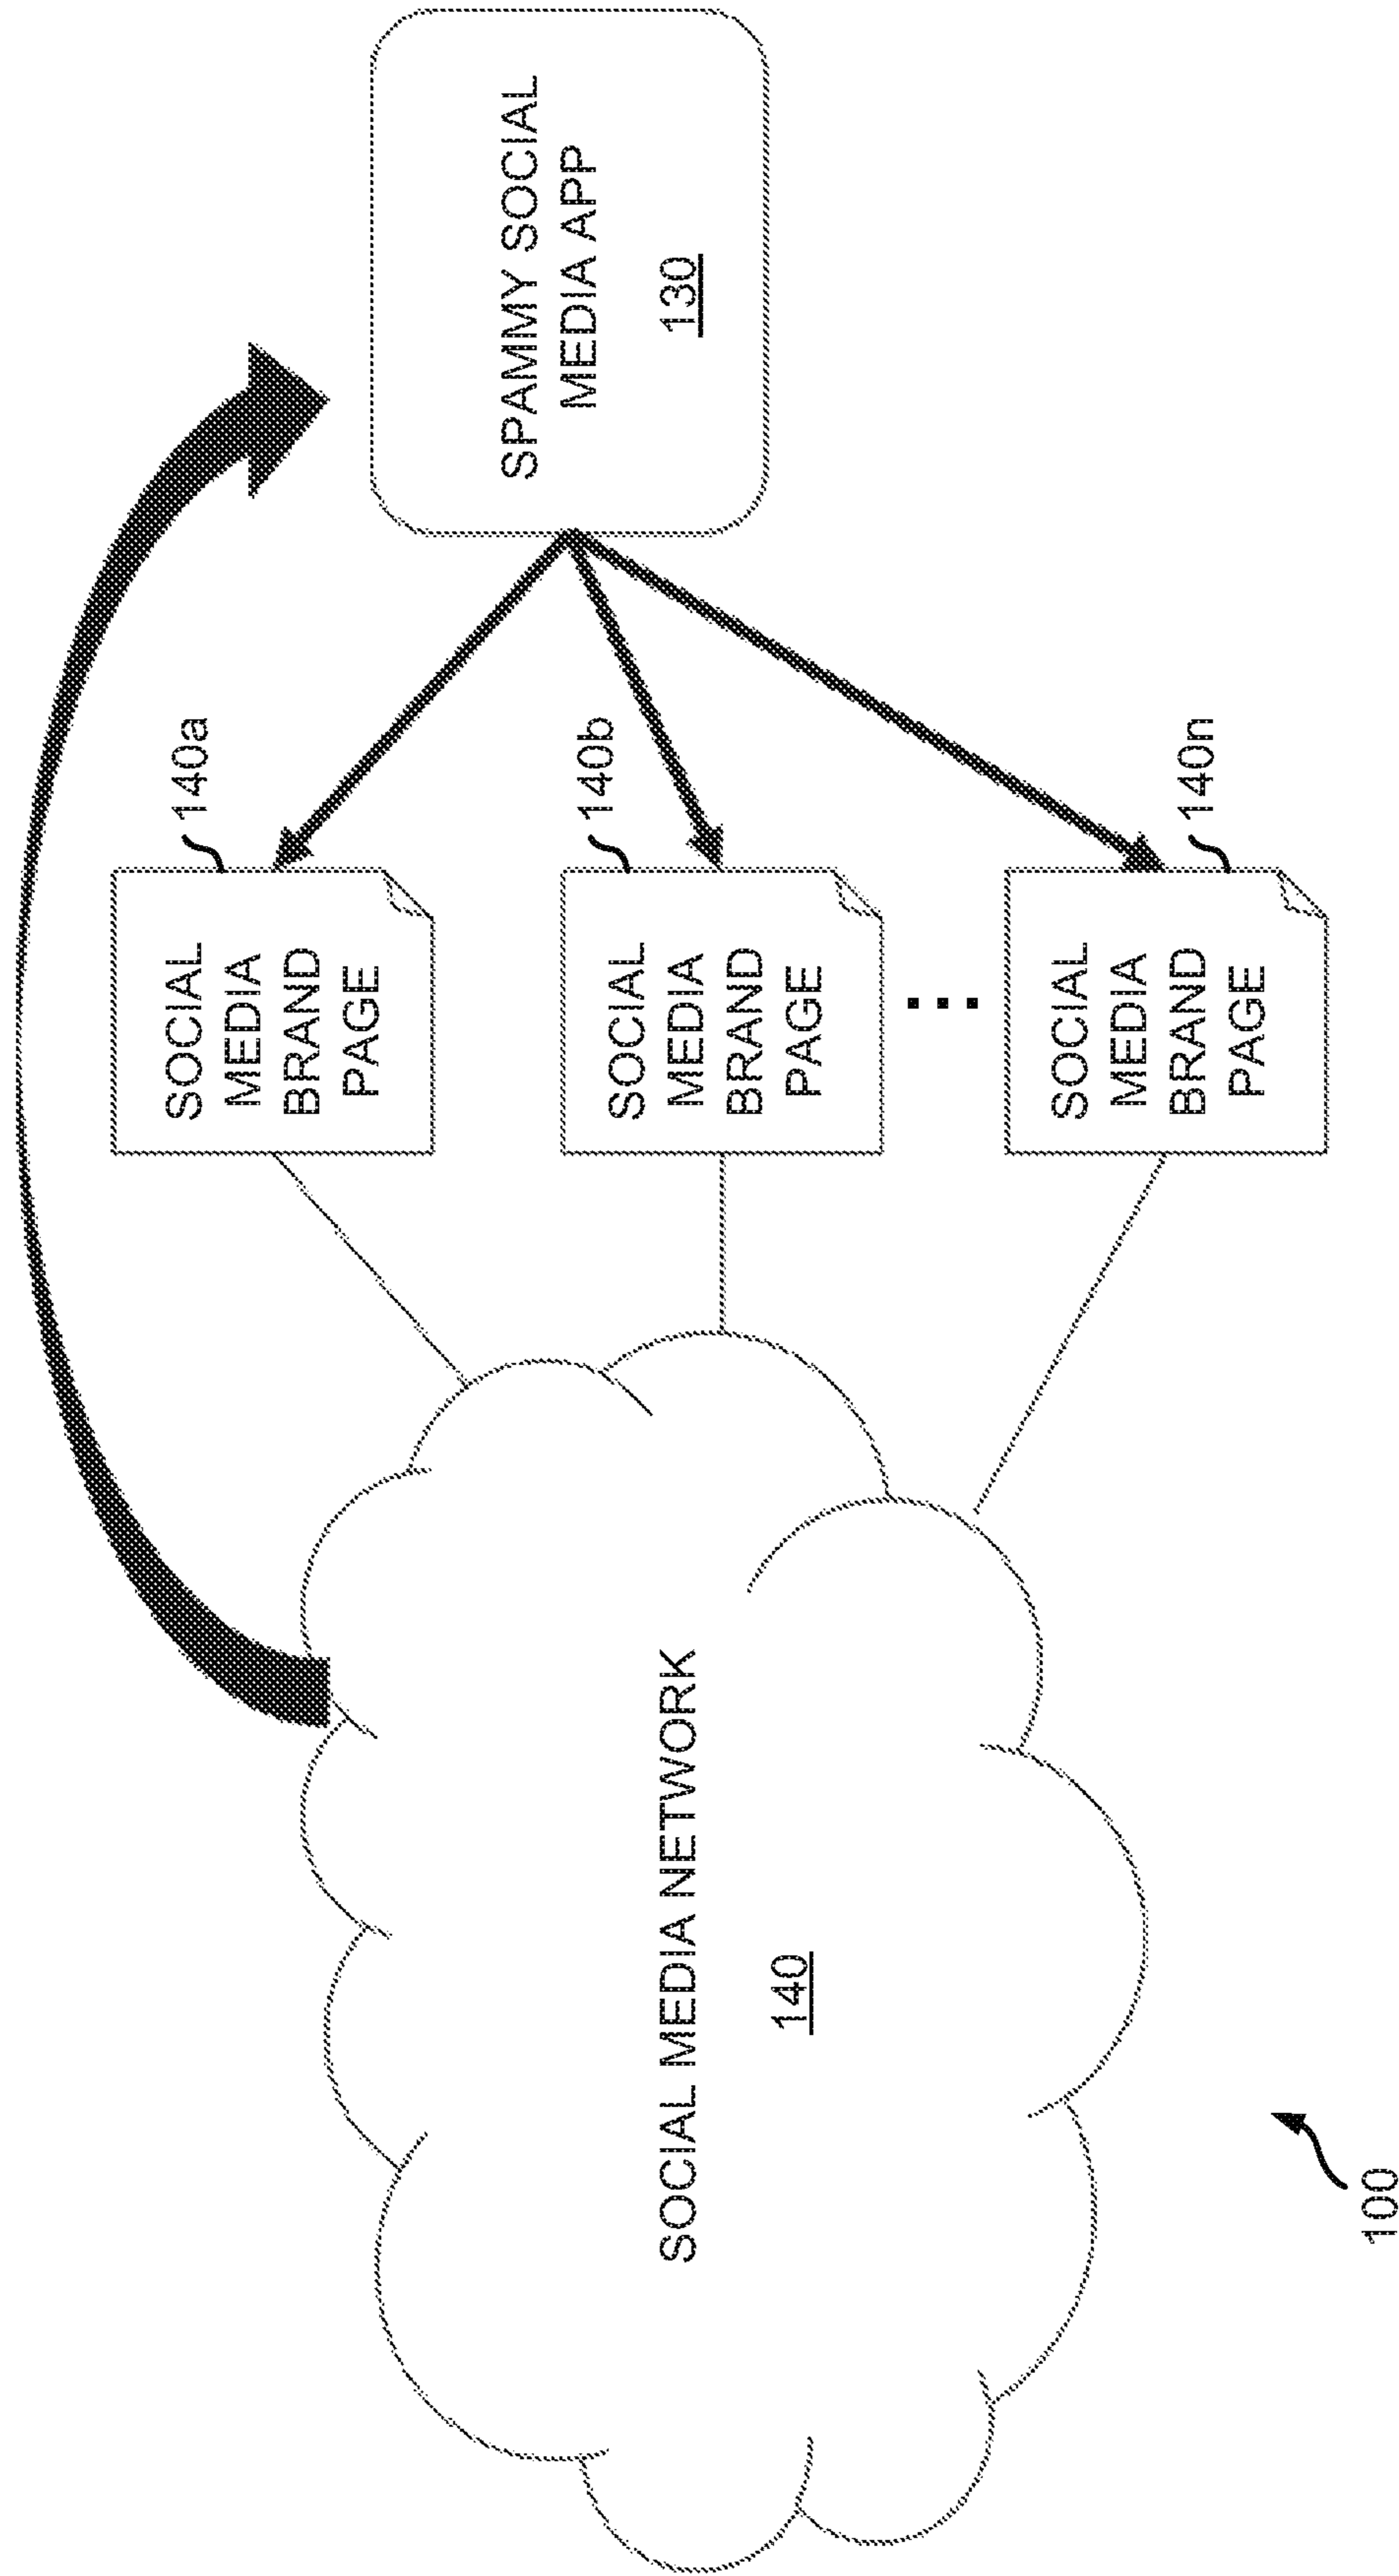 SOCIAL MEDIA NETWORK
140
SOCIAL
MEDIA
BRAND
PAGE
140a
SOCIAL
MEDIA
BRAND
PAGE
140b
SOCIAL
MEDIA
BRAND
PAGE
140n
SPAMMY SOCIAL
MEDIA APP
130
100